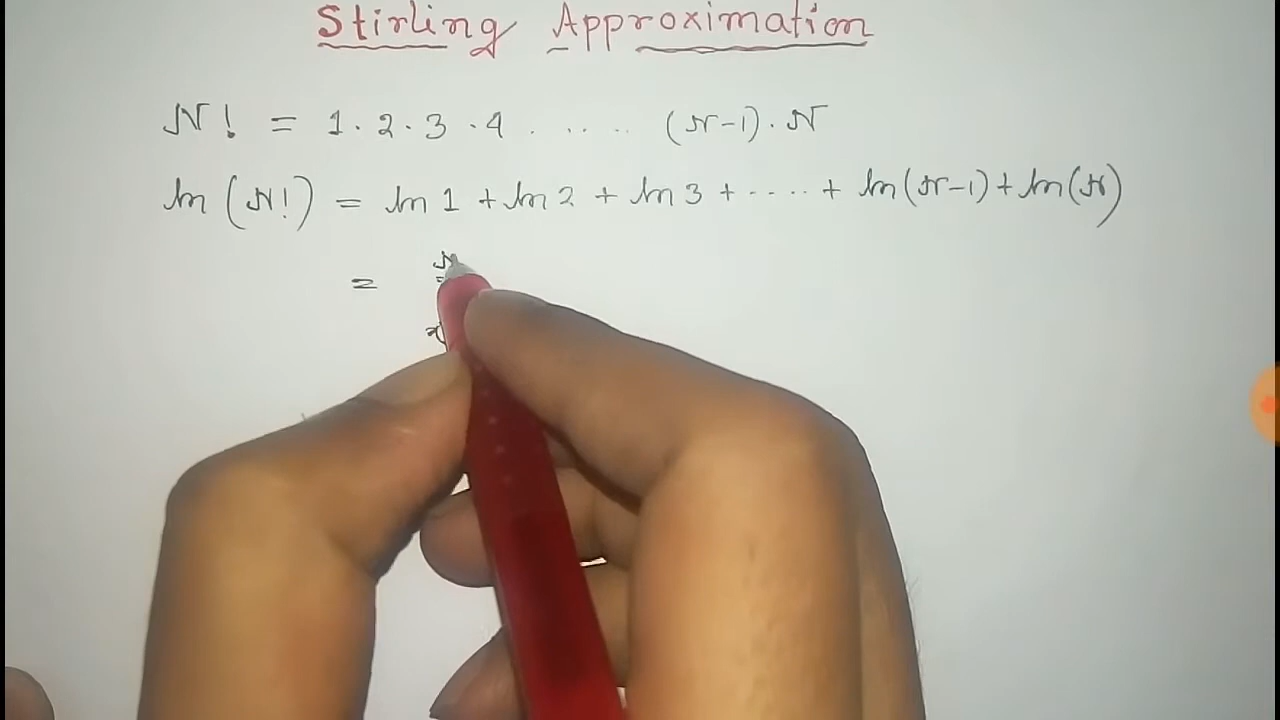 Stirling Approximation
N! = 1·2·3·4 . .... (N-1)·N
ln(N!) = ln 1 + ln 2 + ln 3 + ····· + ln(N-1) + ln(N)
= N